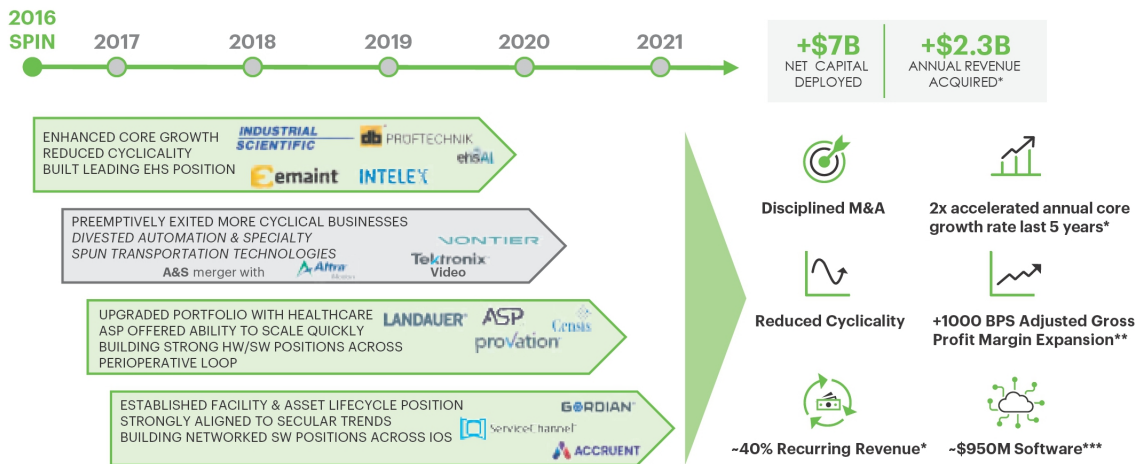 2016
SPIN
2017
2018
2019
2020
2021
+$7B
NET CAPITAL
DEPLOYED
+$2.3B
ANNUAL REVENUE
ACQUIRED*
ENHANCED CORE GROWTH
REDUCED CYCLICALITY
BUILT LEADING EHS POSITION
INDUSTRIAL
SCIENTIFIC
db PRÜFTECHNIK
ehsAI
emaint
INTELEX
PREEMPTIVELY EXITED MORE CYCLICAL BUSINESSES
DIVESTED AUTOMATION & SPECIALTY
SPUN TRANSPORTATION TECHNOLOGIES
A&S merger with
Altra
VONTIER
Tektronix
Video
UPGRADED PORTFOLIO WITH HEALTHCARE
ASP OFFERED ABILITY TO SCALE QUICKLY
BUILDING STRONG HW/SW POSITIONS ACROSS
PERIOPERATIVE LOOP
LANDAUER
ASP
Censis
provation
ESTABLISHED FACILITY & ASSET LIFECYCLE POSITION
STRONGLY ALIGNED TO SECULAR TRENDS
BUILDING NETWORKED SW POSITIONS ACROSS IOS
GORDIAN
ServiceChannel
ACCRUENT
Disciplined M&A
2x accelerated annual core
growth rate last 5 years*
Reduced Cyclicality
+1000 BPS Adjusted Gross
Profit Margin Expansion**
~40% Recurring Revenue*
~$950M Software***